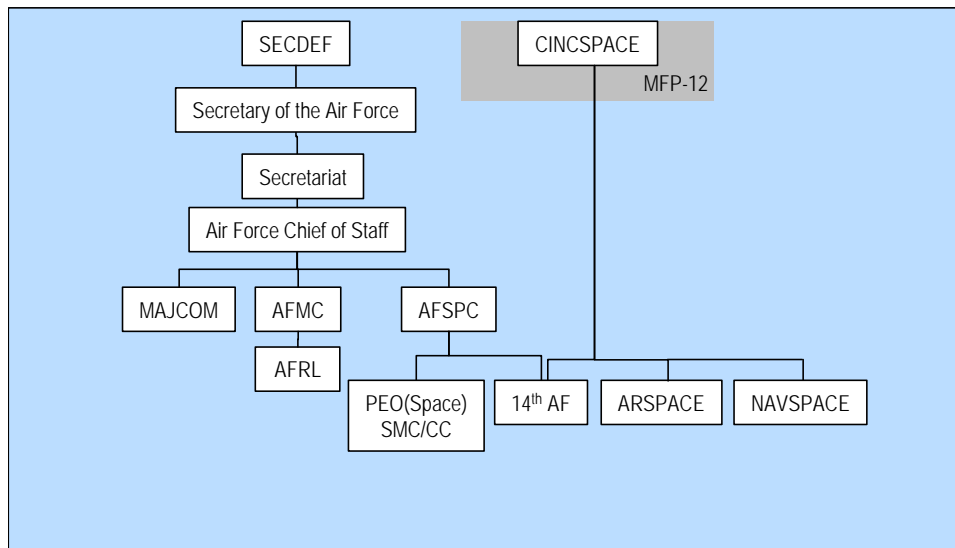 SECDEF
CINCSPACE
MFP-12
Secretary of the Air Force
Secretariat
Air Force Chief of Staff
MAJCOM
AFMC
AFSPC
AFRL
PEO(Space)
SMC/CC
14th AF
ARSPACE
NAVSPACE